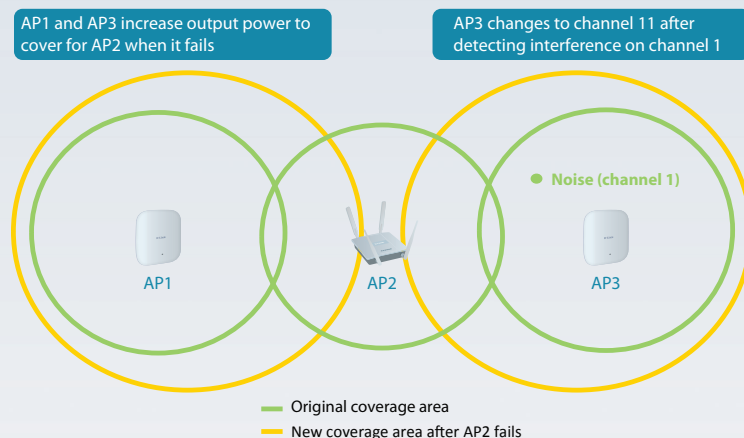 AP1 and AP3 increase output power to
cover for AP2 when it fails
AP3 changes to channel 11 after
detecting interference on channel 1
Noise (channel 1)
AP1
AP2
AP3
Original coverage area
New coverage area after AP2 fails